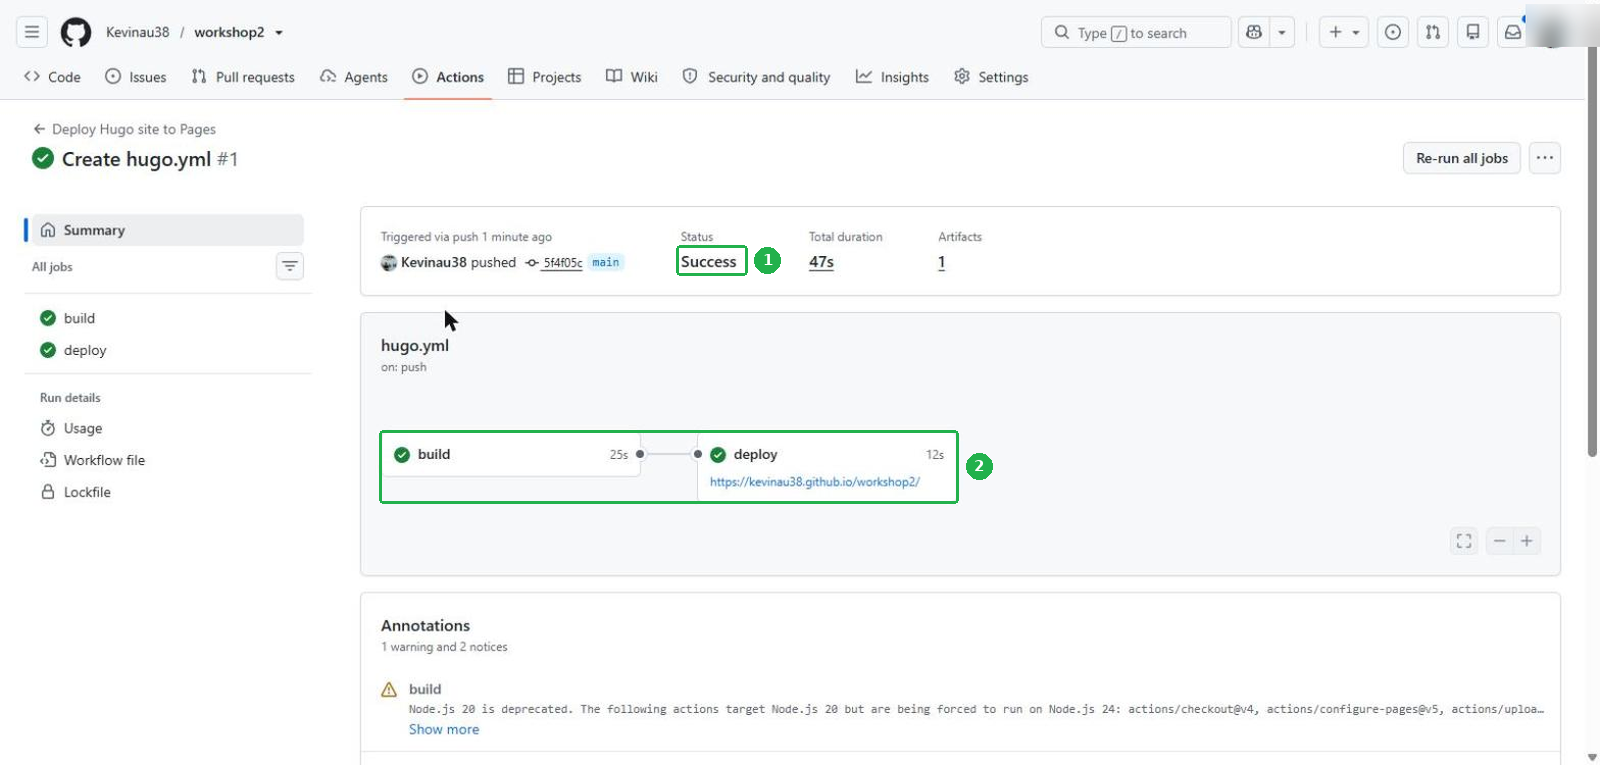 Kevinau38 / workshop2
Type / to search
Code Issues Pull requests Agents Actions Projects Wiki Security and quality Insights Settings
Deploy Hugo site to Pages
Create hugo.yml #1
Re-run all jobs
Summary
All jobs
build
deploy
Run details
Usage
Workflow file
Lockfile
Triggered via push 1 minute ago
Kevinau38 pushed 5f4f05c main
Status
Success
1
Total duration
47s
Artifacts
1
hugo.yml
on: push
build 25s
deploy 12s
https://kevinau38.github.io/workshop2/
2
Annotations
1 warning and 2 notices
build
Node.js 20 is deprecated. The following actions target Node.js 20 but are being forced to run on Node.js 24: actions/checkout@v4, actions/configure-pages@v5, actions/uploa…
Show more